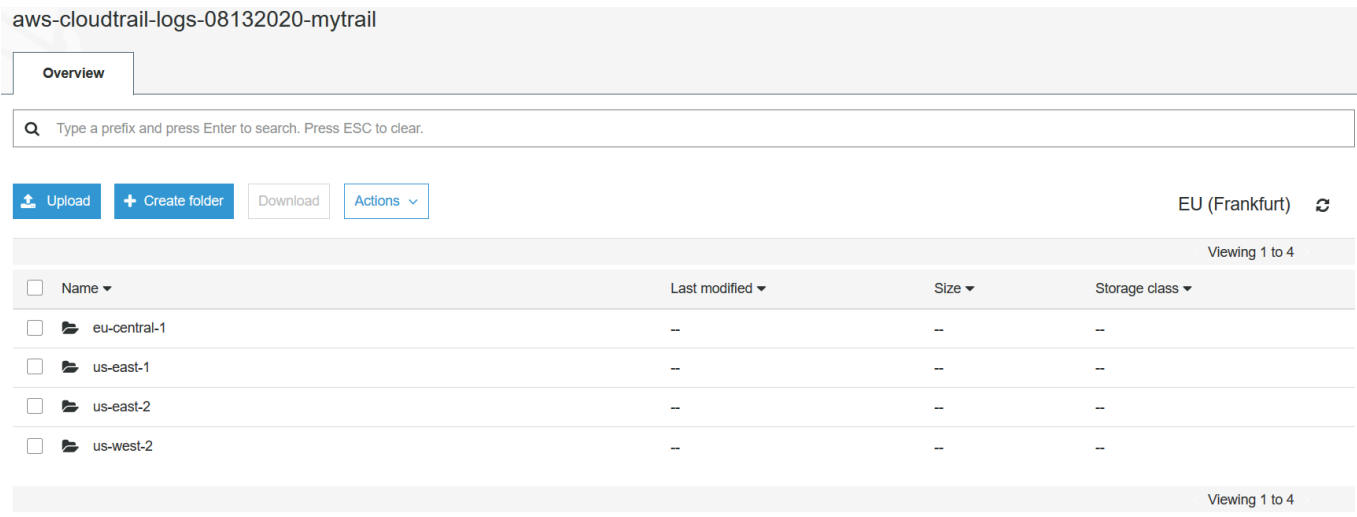 aws-cloudtrail-logs-08132020-mytrail
Overview
Type a prefix and press Enter to search. Press ESC to clear.
Upload Create folder Download Actions EU (Frankfurt)
Viewing 1 to 4
Name Last modified Size Storage class
eu-central-1 -- -- --
us-east-1 -- -- --
us-east-2 -- -- --
us-west-2 -- -- --
Viewing 1 to 4